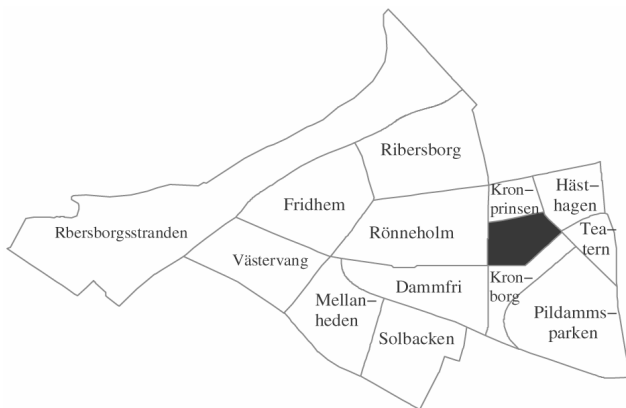 Ribersborg
Kron–
prinsen
Häst–
hagen
Fridhem
Rbersborgsstranden
Rönneholm
Tea–
tern
Västervang
Dammfri
Kron–
borg
Mellan–
heden
Pildamms–
parken
Solbacken